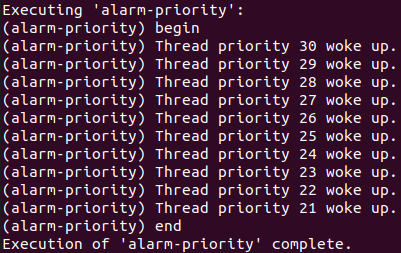 Executing 'alarm-priority':
(alarm-priority) begin
(alarm-priority) Thread priority 30 woke up.
(alarm-priority) Thread priority 29 woke up.
(alarm-priority) Thread priority 28 woke up.
(alarm-priority) Thread priority 27 woke up.
(alarm-priority) Thread priority 26 woke up.
(alarm-priority) Thread priority 25 woke up.
(alarm-priority) Thread priority 24 woke up.
(alarm-priority) Thread priority 23 woke up.
(alarm-priority) Thread priority 22 woke up.
(alarm-priority) Thread priority 21 woke up.
(alarm-priority) end
Execution of 'alarm-priority' complete.